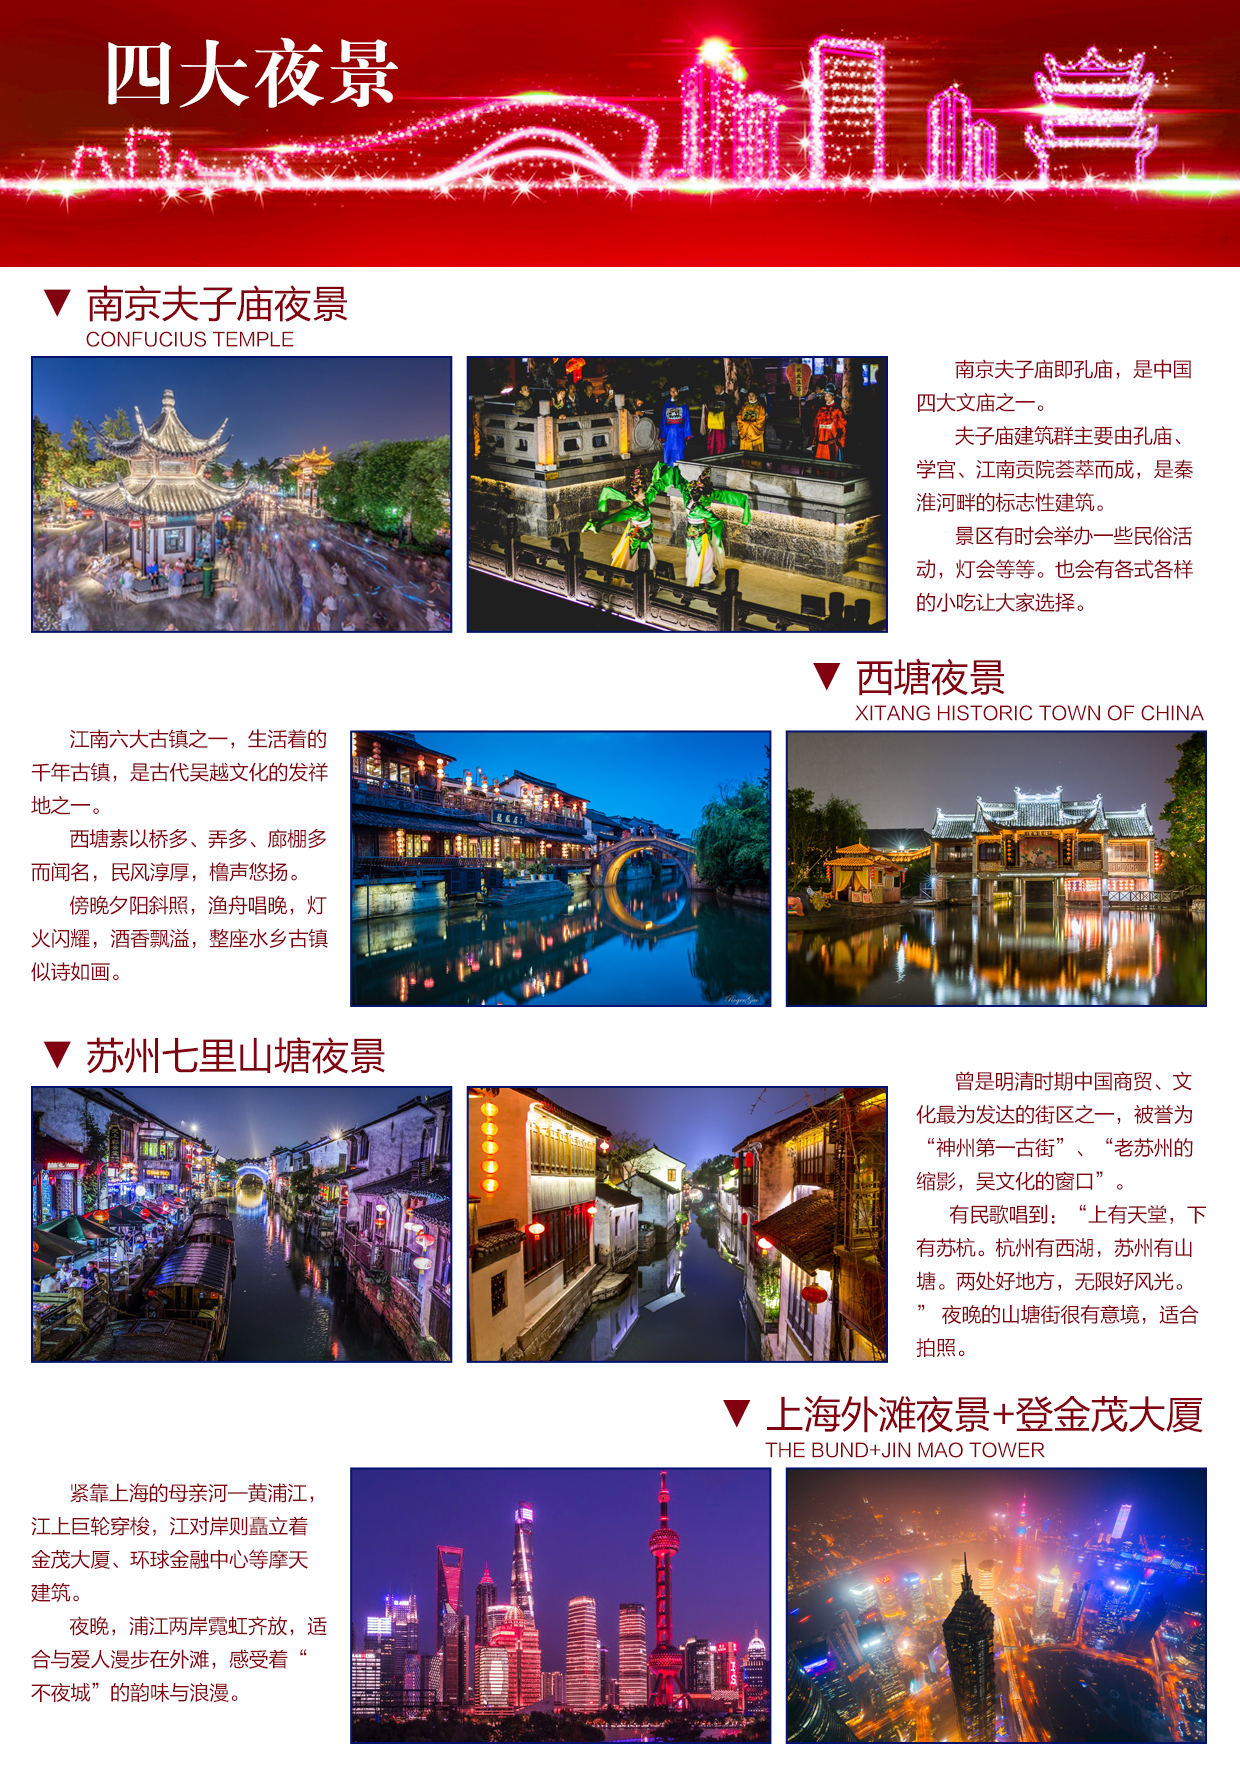 四大夜景
南京夫子庙夜景
CONFUCIUS TEMPLE
南京夫子庙即孔庙，是中国
四大文庙之一。
夫子庙建筑群主要由孔庙、
学宫、江南贡院荟萃而成，是秦
淮河畔的标志性建筑。
景区有时会举办一些民俗活
动，灯会等等。也会有各式各样
的小吃让大家选择。
西塘夜景
XITANG HISTORIC TOWN OF CHINA
江南六大古镇之一，生活着的
千年古镇，是古代吴越文化的发祥
地之一。
西塘素以桥多、弄多、廊棚多
而闻名，民风淳厚，橹声悠扬。
傍晚夕阳斜照，渔舟唱晚，灯
火闪耀，酒香飘溢，整座水乡古镇
似诗如画。
苏州七里山塘夜景
曾是明清时期中国商贸、文
化最为发达的街区之一，被誉为
“神州第一古街”、“老苏州的
缩影，吴文化的窗口”。
有民歌唱到：“上有天堂，下
有苏杭。杭州有西湖，苏州有山
塘。两处好地方，无限好风光。
” 夜晚的山塘街很有意境，适合
拍照。
上海外滩夜景+登金茂大厦
THE BUND+JIN MAO TOWER
紧靠上海的母亲河—黄浦江，
江上巨轮穿梭，江对岸则矗立着
金茂大厦、环球金融中心等摩天
建筑。
夜晚，浦江两岸霓虹齐放，适
合与爱人漫步在外滩，感受着“
不夜城”的韵味与浪漫。